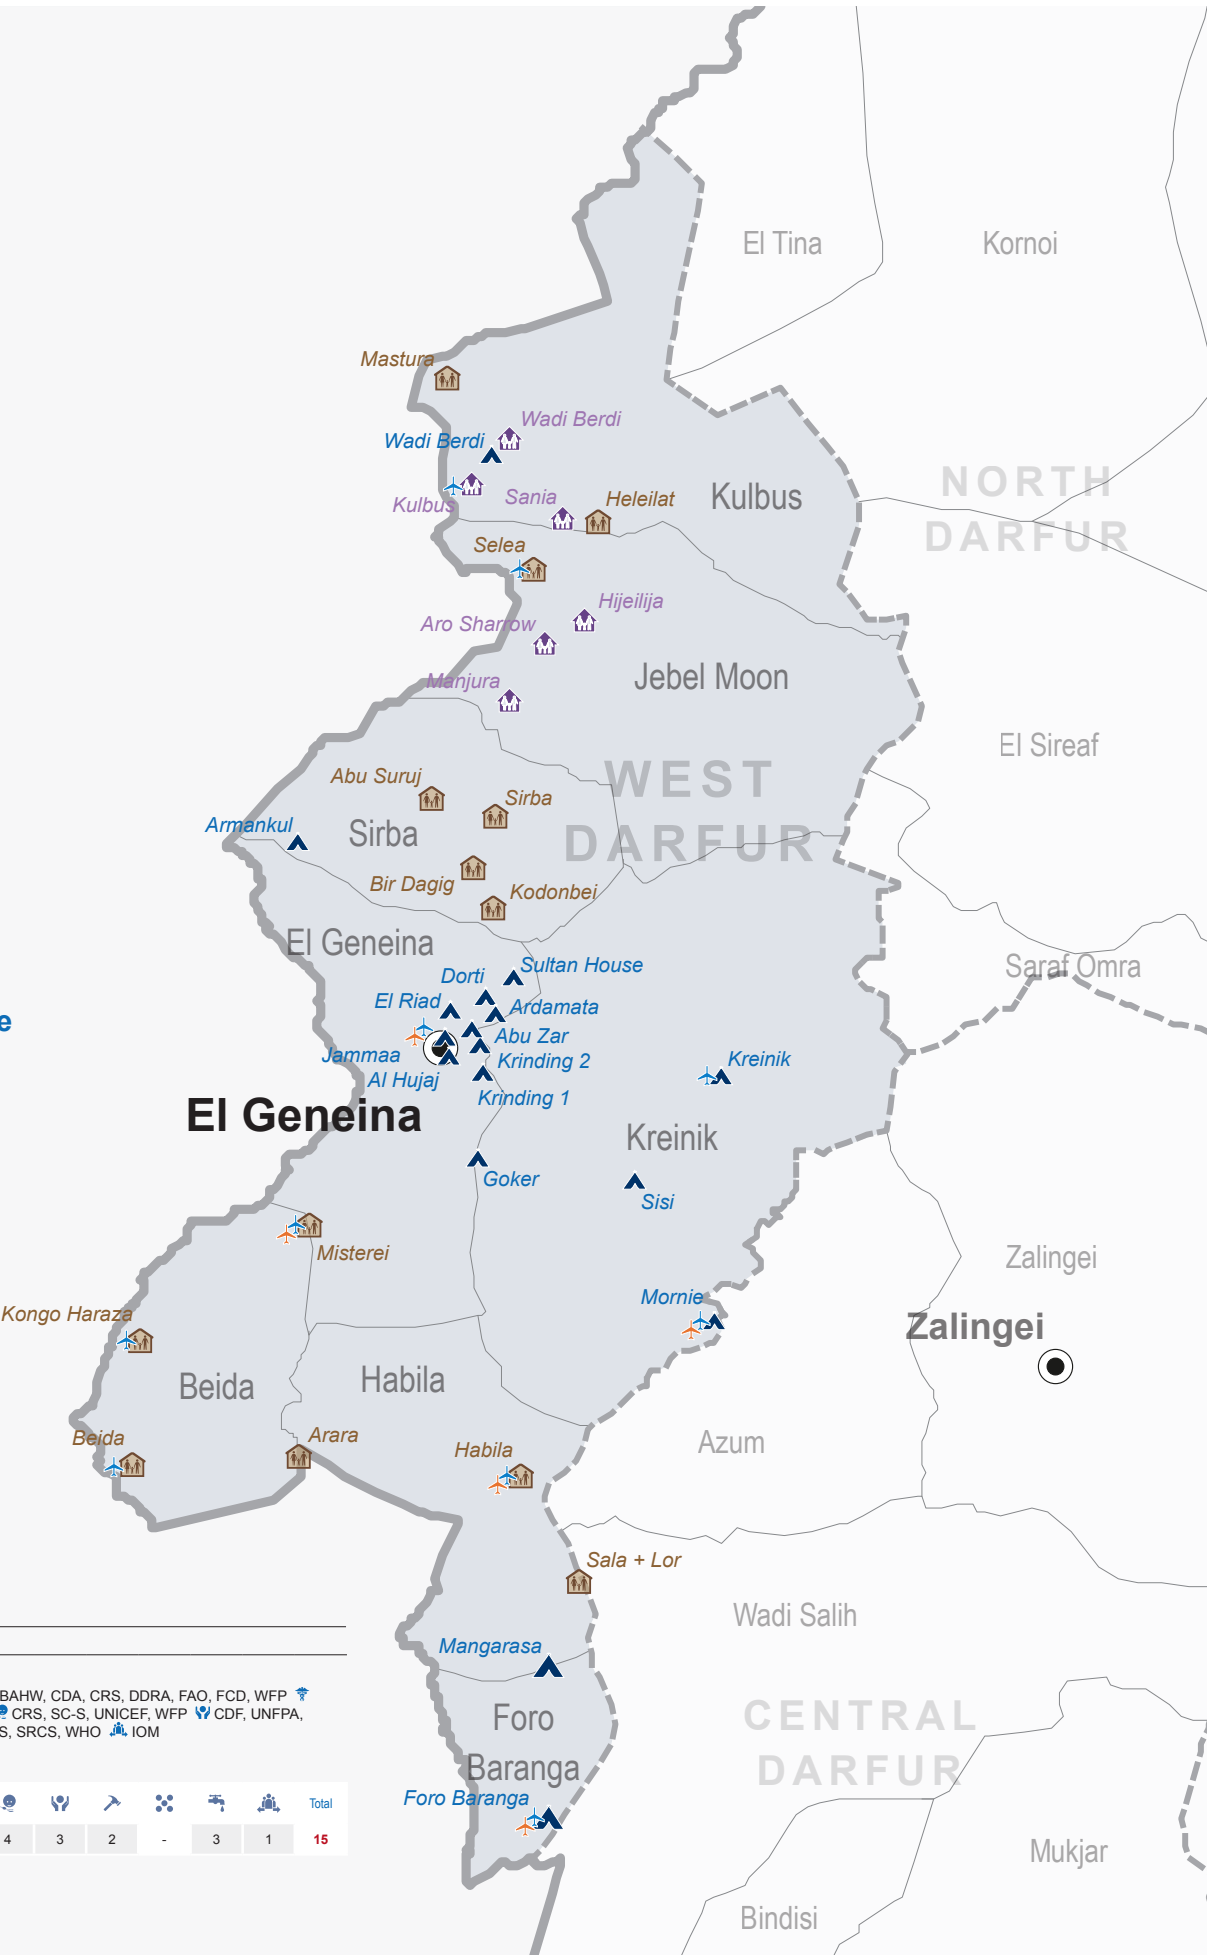 El Tina
Kornoi
Mastura
Wadi Berdi
Wadi Berdi
Kulbus
Sania
Heleilat
Kulbus
NORTH
DARFUR
Selea
Hijeilija
Aro Sharrow
Manjura
Jebel Moon
El Sireaf
WEST
DARFUR
Abu Suruj
Sirba
Armankul
Sirba
Bir Dagig
Kodonbei
El Geneina
Saraf Omra
Sultan House
Dorti
El Riad
Ardamata
e
Abu Zar
Jammaa
Krinding 2
Kreinik
Al Hujaj
Krinding 1
El Geneina
Kreinik
Goker
Sisi
Misterei
Zalingei
Mornie
Kongo Haraza
Zalingei
Beida
Habila
Beida
Arara
Habila
Azum
Sala + Lor
Wadi Salih
Mangarasa
BAHW, CDA, CRS, DDRA, FAO, FCD, WFP
CRS, SC-S, UNICEF, WFP CDF, UNFPA,
S, SRCS, WHO IOM
Foro
Baranga
CENTRAL
DARFUR
Foro Baranga
Total
4 3 2 - 3 1 15
Mukjar
Bindisi